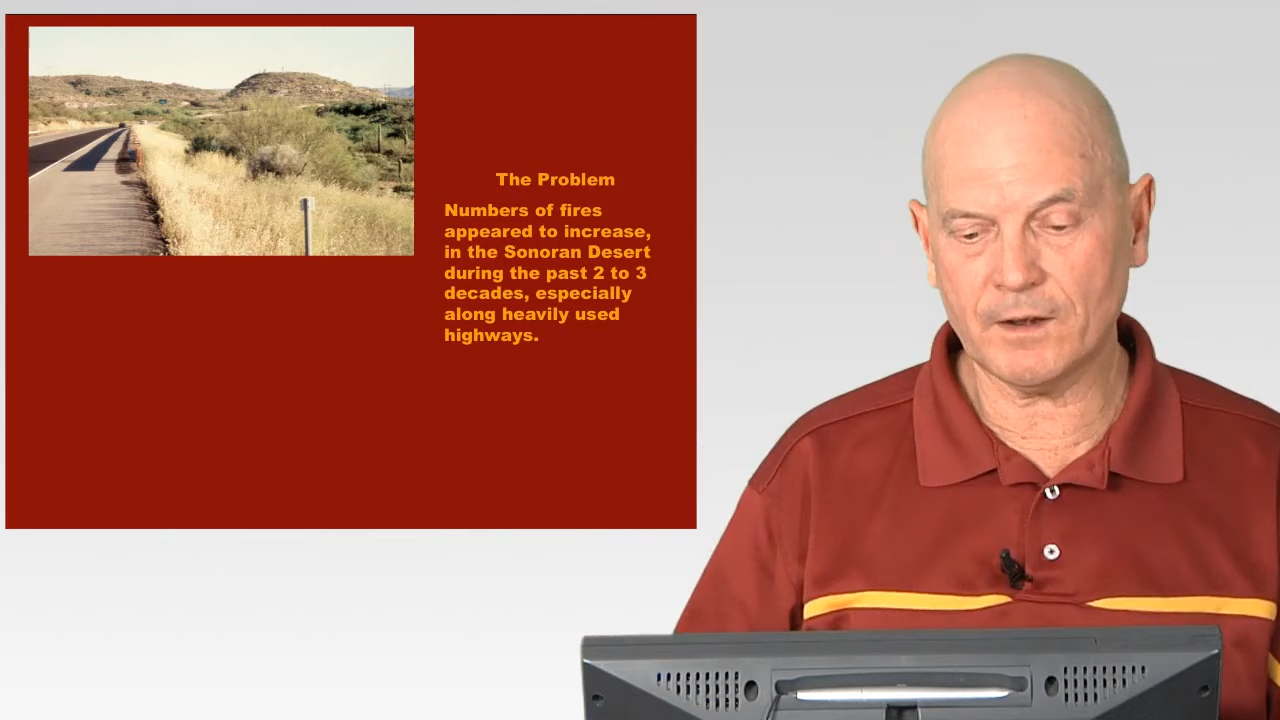 The Problem
Numbers of fires
appeared to increase,
in the Sonoran Desert
during the past 2 to 3
decades, especially
along heavily used
highways.